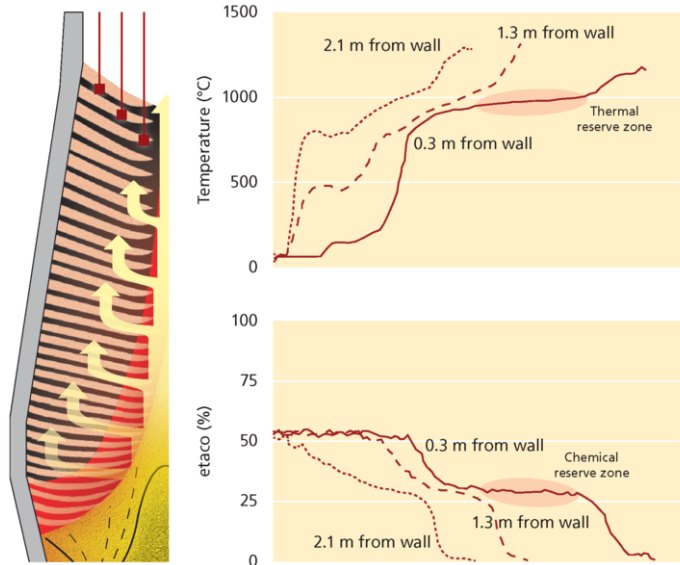 1500
1000
500
0
Temperature (°C)
2.1 m from wall
1.3 m from wall
0.3 m from wall
Thermal
reserve zone
100
75
50
25
0
etaco (%)
0.3 m from wall
Chemical
reserve zone
1.3 m from wall
2.1 m from wall